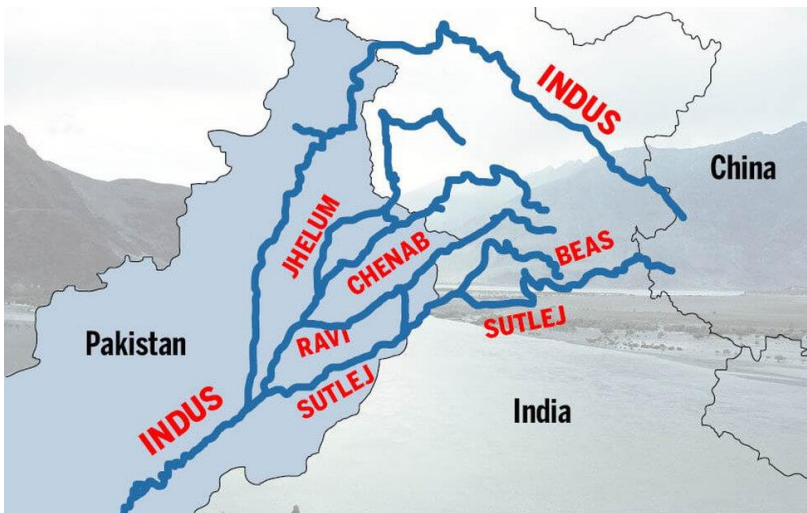 INDUS
China
JHELUM
CHENAB
BEAS
Pakistan
RAVI
SUTLEJ
SUTLEJ
INDUS
India